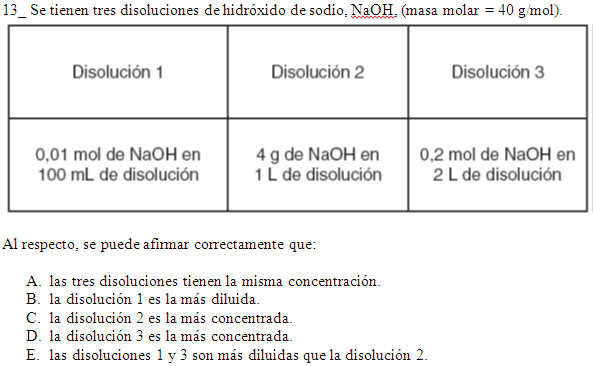 13_ Se tienen tres disoluciones de hidróxido de sodio, NaOH, (masa molar = 40 g/mol).
Disolución 1
Disolución 2
Disolución 3
0,01 mol de NaOH en
100 mL de disolución
4 g de NaOH en
1 L de disolución
0,2 mol de NaOH en
2 L de disolución
Al respecto, se puede afirmar correctamente que:
A. las tres disoluciones tienen la misma concentración.
B. la disolución 1 es la más diluida.
C. la disolución 2 es la más concentrada.
D. la disolución 3 es la más concentrada.
E. las disoluciones 1 y 3 son más diluidas que la disolución 2.